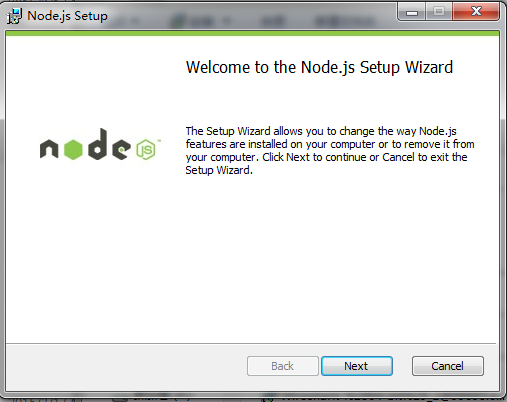 Node.js Setup
Welcome to the Node.js Setup Wizard
node
JS
The Setup Wizard allows you to change the way Node.js
features are installed on your computer or to remove it from
your computer. Click Next to continue or Cancel to exit the
Setup Wizard.
Back
Next
Cancel